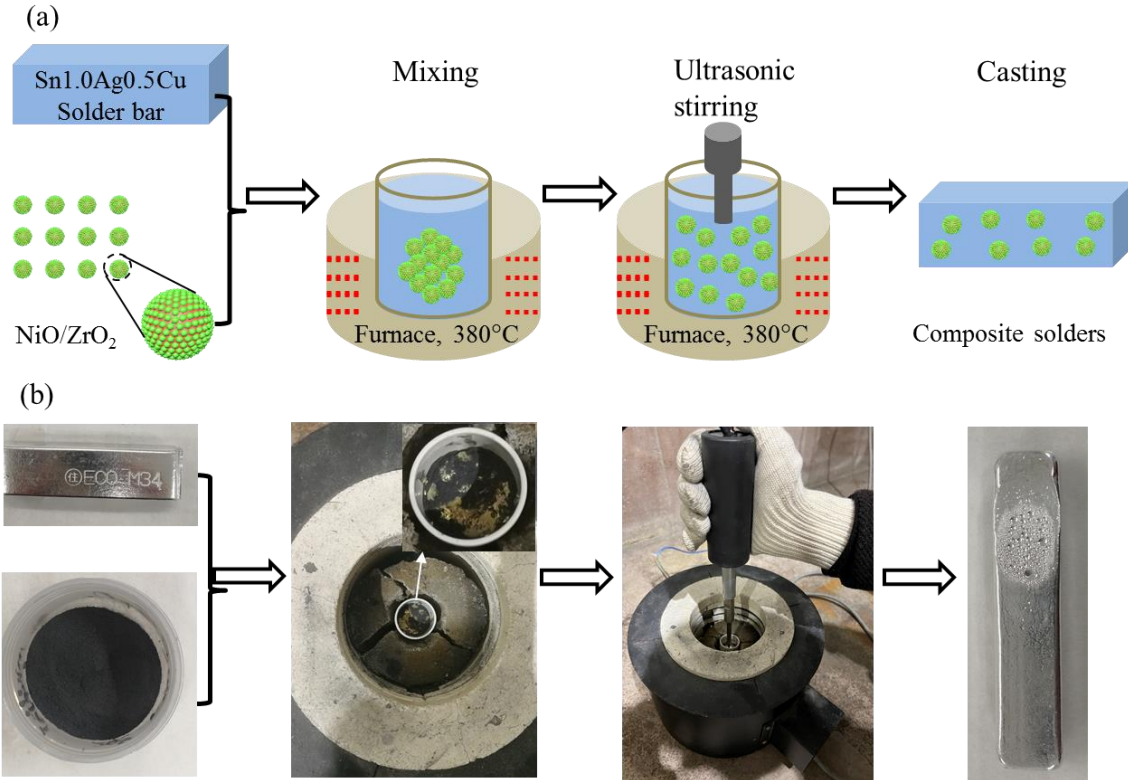 (a)
Sn1.0Ag0.5Cu
Solder bar
NiO/ZrO₂
Mixing
Furnace, 380°C
Ultrasonic
stirring
Furnace, 380°C
Casting
Composite solders
(b)
ECO M34